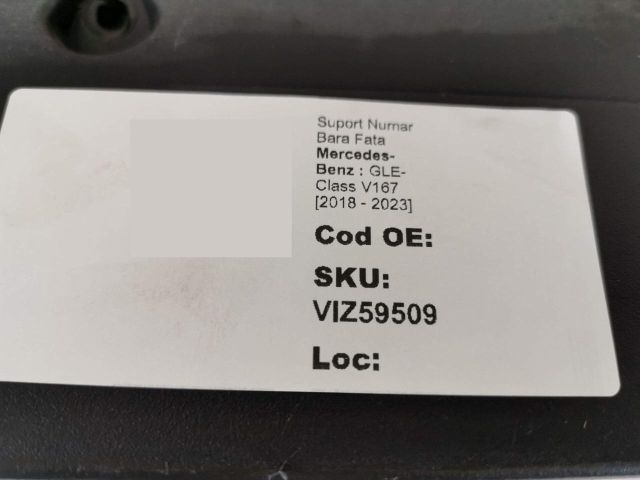 Suport Numar
Bara Fata
Mercedes-
Benz : GLE-
Class V167
[2018 - 2023]
Cod OE:
SKU:
VIZ59509
Loc: